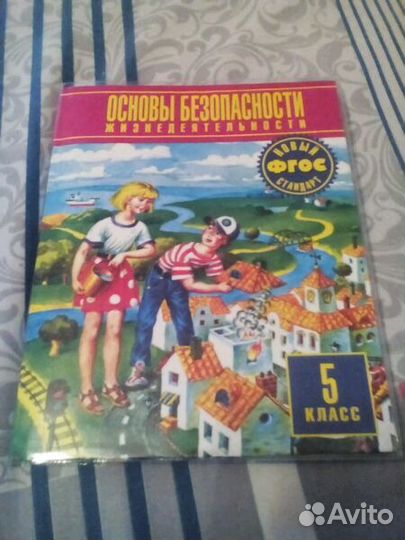 ОСНОВЫ БЕЗОПАСНОСТИ
ЖИЗНЕДЕЯТЕЛЬНОСТИ
НОВЫЙ
ФГОС
СТАНДАРТ
5
КЛАСС
Avito